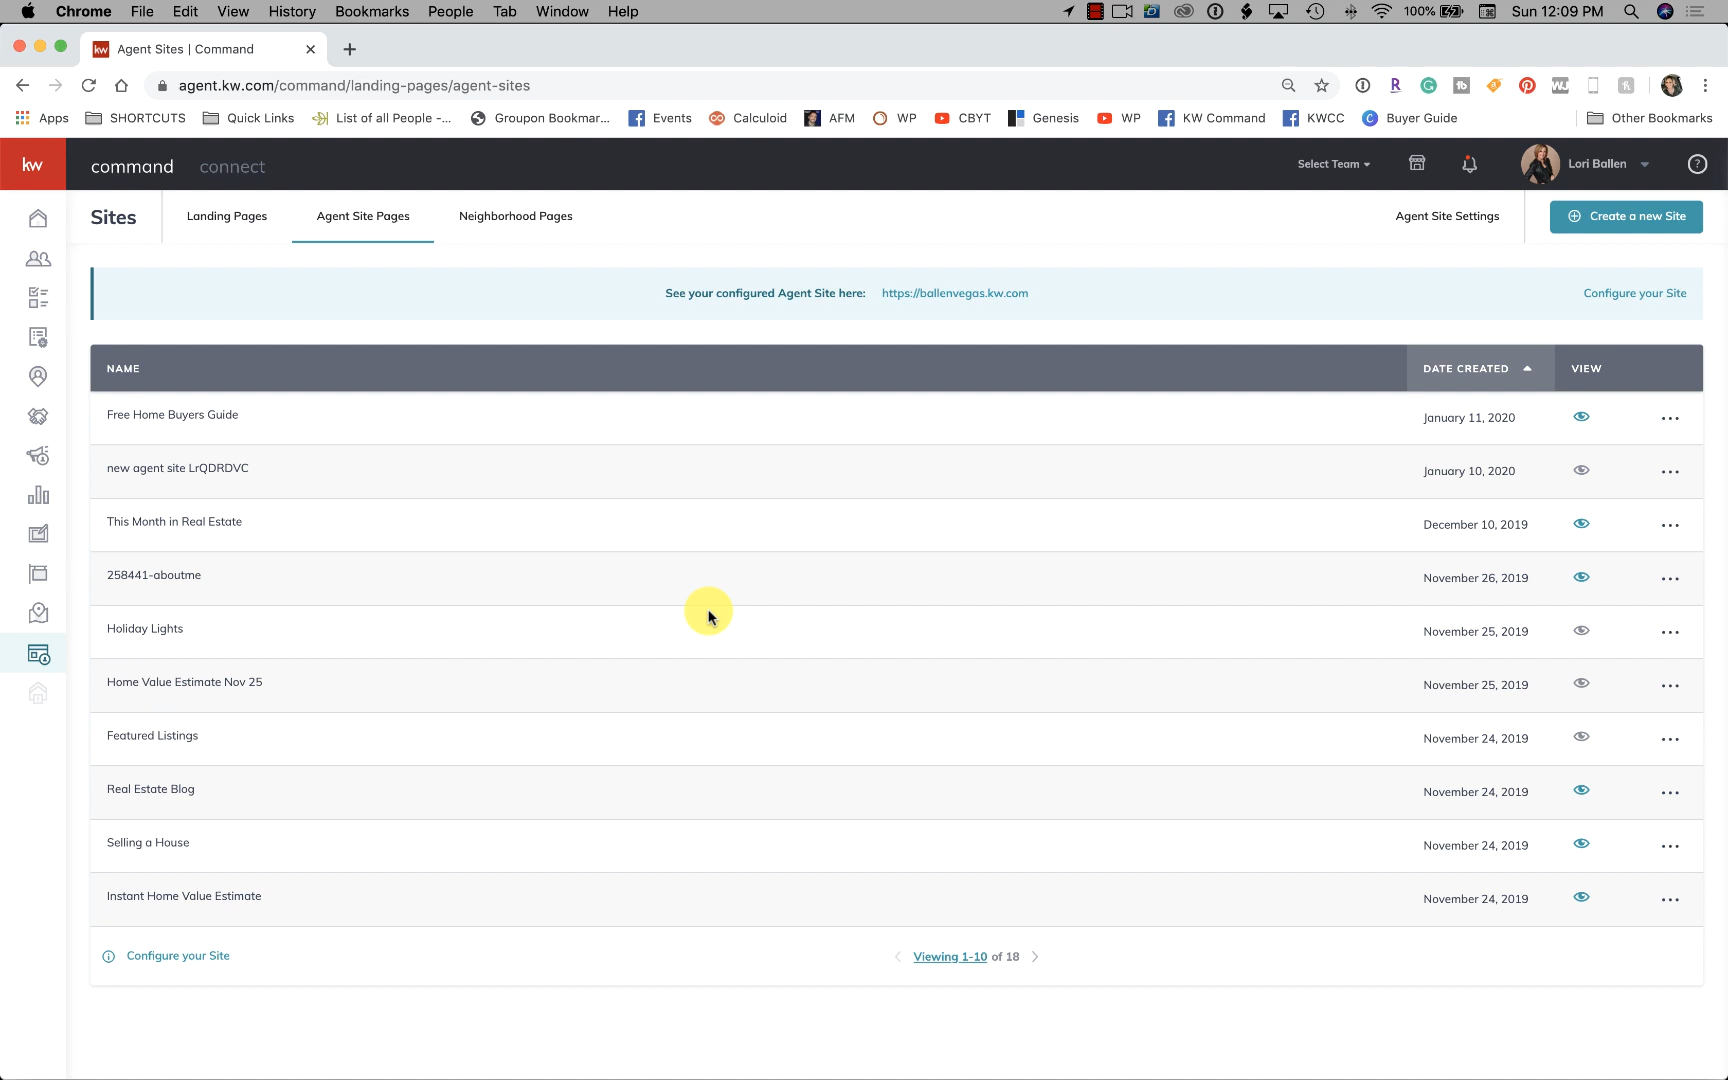 Chrome File Edit View History Bookmarks People Tab Window Help 100% Sun 12:09 PM
kw Agent Sites | Command
agent.kw.com/command/landing-pages/agent-sites
Apps SHORTCUTS Quick Links List of all People -... Groupon Bookmar... Events Calculoid AFM WP CBYT Genesis WP KW Command KWCC Buyer Guide Other Bookmarks
kw command connect Select Team Lori Ballen
Sites Landing Pages Agent Site Pages Neighborhood Pages Agent Site Settings Create a new Site
See your configured Agent Site here: https://ballenvegas.kw.com Configure your Site
NAME DATE CREATED VIEW
Free Home Buyers Guide January 11, 2020
new agent site LrQDRDVC January 10, 2020
This Month in Real Estate December 10, 2019
258441-aboutme November 26, 2019
Holiday Lights November 25, 2019
Home Value Estimate Nov 25 November 25, 2019
Featured Listings November 24, 2019
Real Estate Blog November 24, 2019
Selling a House November 24, 2019
Instant Home Value Estimate November 24, 2019
Configure your Site Viewing 1-10 of 18